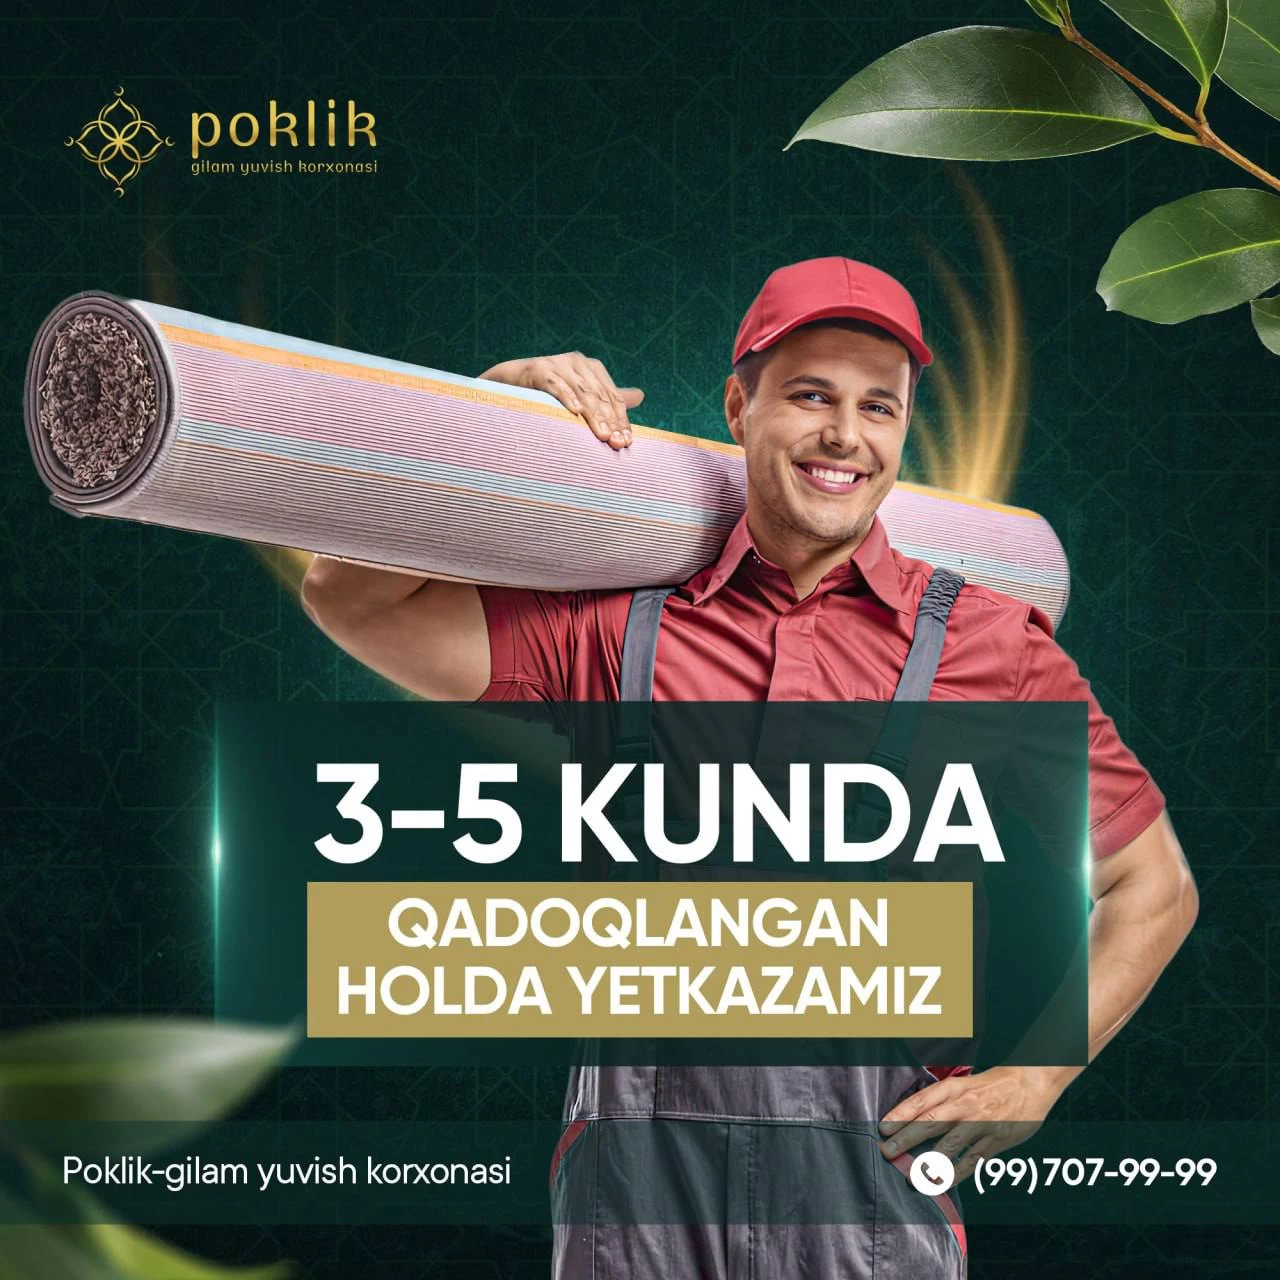 poklik
gilam yuvish korxonasi
3-5 KUNDA
QADOQLANGAN
HOLDA YETKAZAMIZ
Poklik-gilam yuvish korxonasi
(99)707-99-99